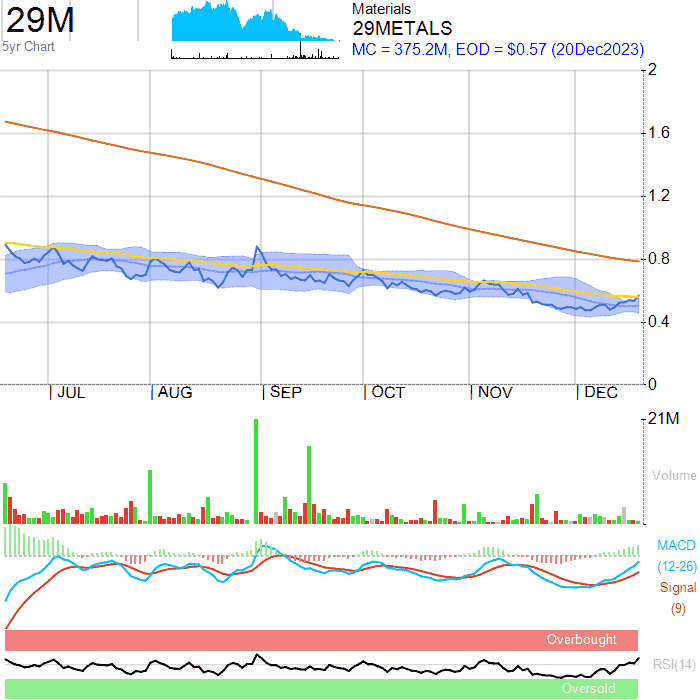 29M
5yr Chart
Materials
29METALS
MC = 375.2M, EOD = $0.57 (20Dec2023)
2
1.6
1.2
0.8
0.4
0
JUL
AUG
SEP
OCT
NOV
DEC
21M
Volume
MACD
(12-26)
Signal
(9)
Overbought
RSI(14)
Oversold